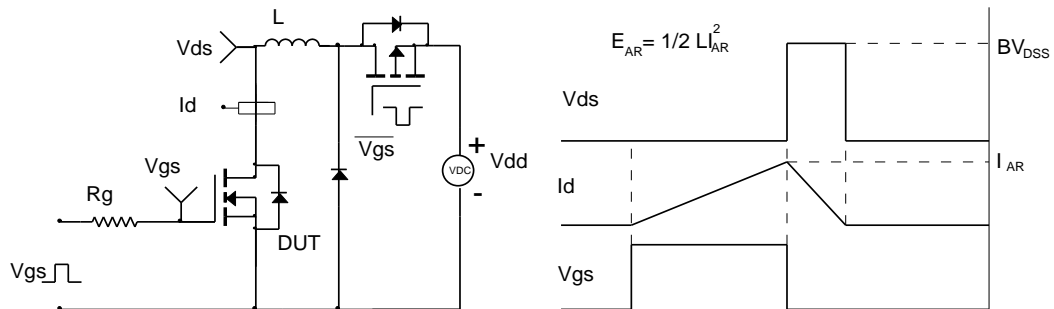 L
Vds
Id
Vgs
Vgs
+
Vdd
VDC
-
Rg
DUT
Vgs
E_AR = 1/2 LI_AR^2
BV_DSS
Vds
I_AR
Id
Vgs